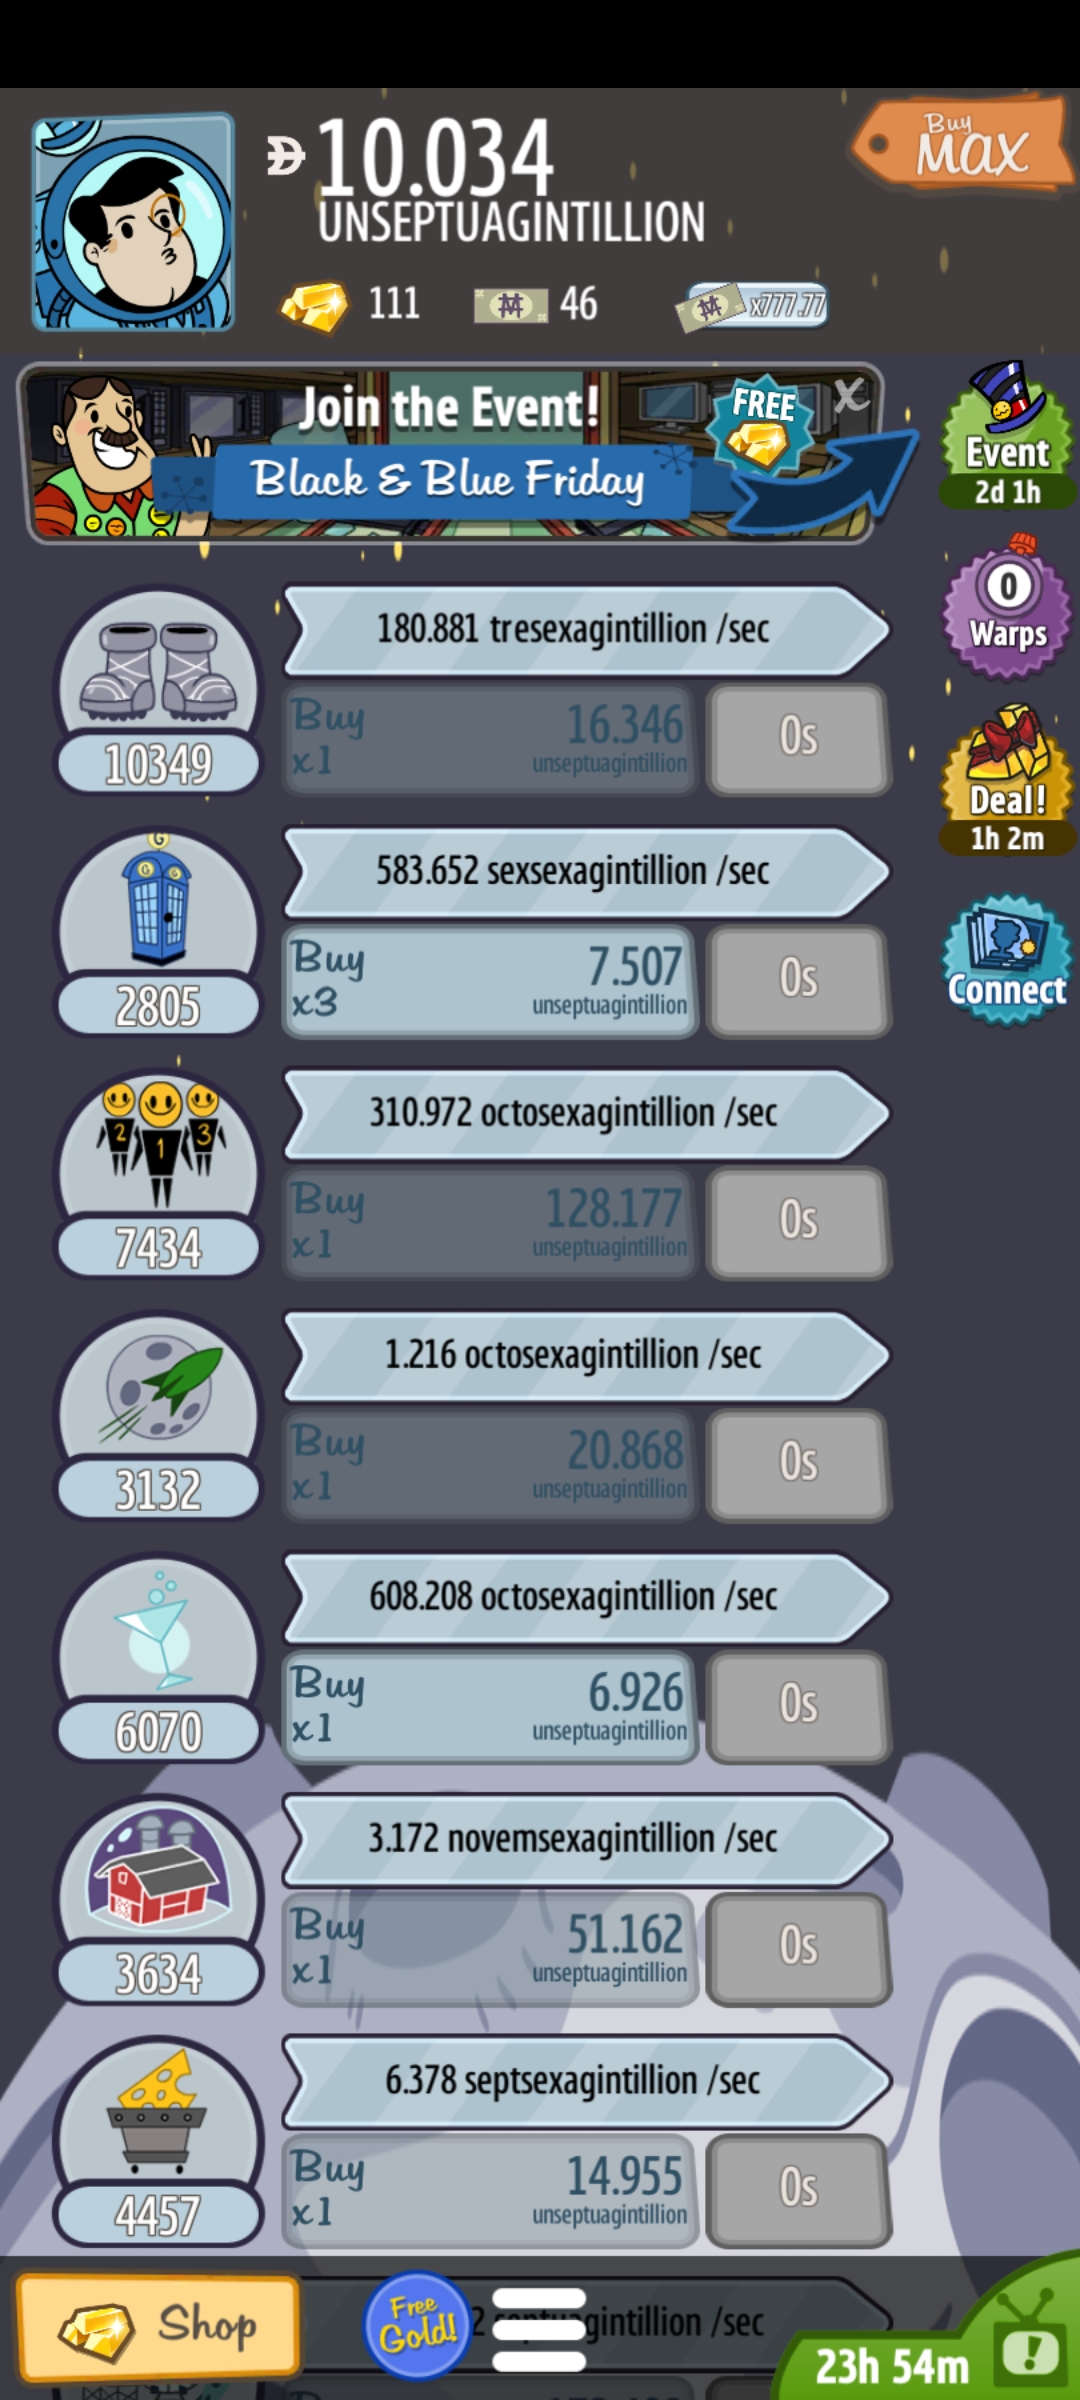 10.034
UNSEPTUAGINTILLION
Buy
MAX
111
46
x777.77
Join the Event!
FREE
X
Black & Blue Friday
Event
2d 1h
0
Warps
Deal!
1h 2m
Connect
180.881 tresexagintillion /sec
Buy
x1
16.346
unseptuagintillion
0s
10349
G
G G
583.652 sexsexagintillion /sec
Buy
x3
7.507
unseptuagintillion
0s
2805
2 1 3
310.972 octosexagintillion /sec
Buy
x1
128.177
unseptuagintillion
0s
7434
1.216 octosexagintillion /sec
Buy
x1
20.868
unseptuagintillion
0s
3132
608.208 octosexagintillion /sec
Buy
x1
6.926
unseptuagintillion
0s
6070
3.172 novemsexagintillion /sec
Buy
x1
51.162
unseptuagintillion
0s
3634
6.378 septsexagintillion /sec
Buy
x1
14.955
unseptuagintillion
0s
4457
Shop
Free
Gold!
/sec
23h 54m
!